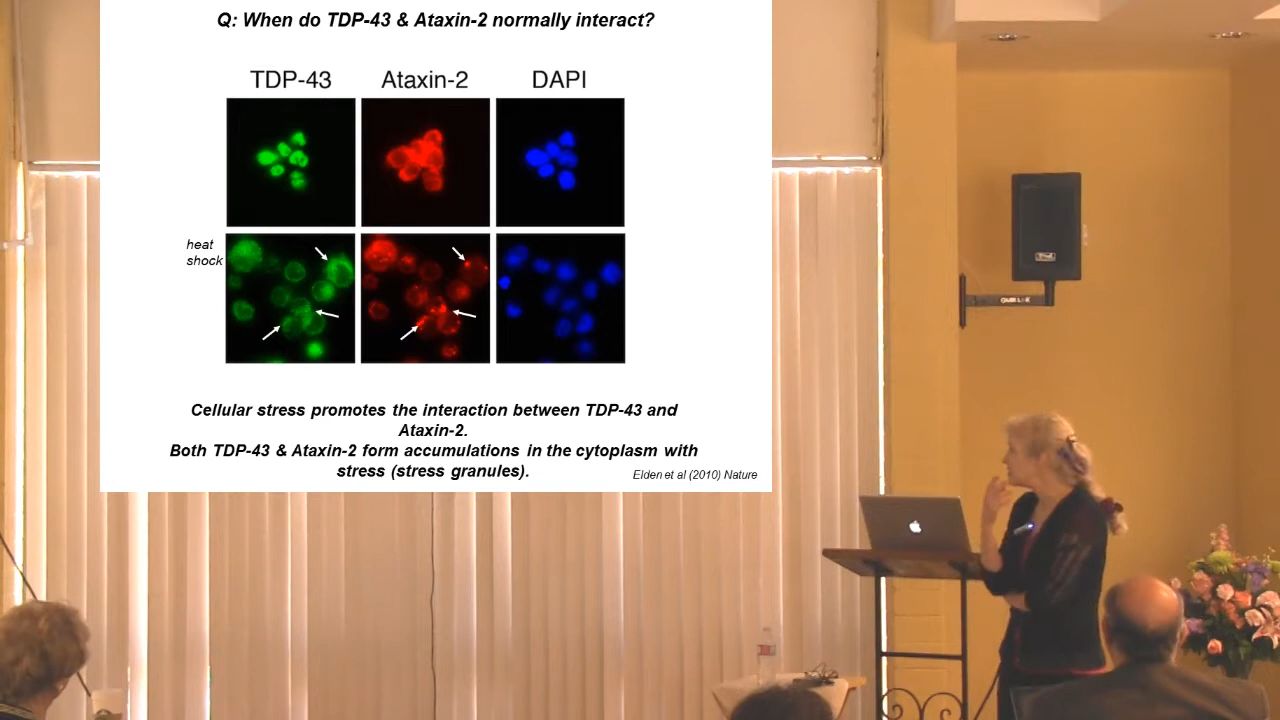 Q: When do TDP-43 & Ataxin-2 normally interact?
TDP-43 Ataxin-2 DAPI
heat
shock
Cellular stress promotes the interaction between TDP-43 and
Ataxin-2.
Both TDP-43 & Ataxin-2 form accumulations in the cytoplasm with
stress (stress granules).
Elden et al (2010) Nature